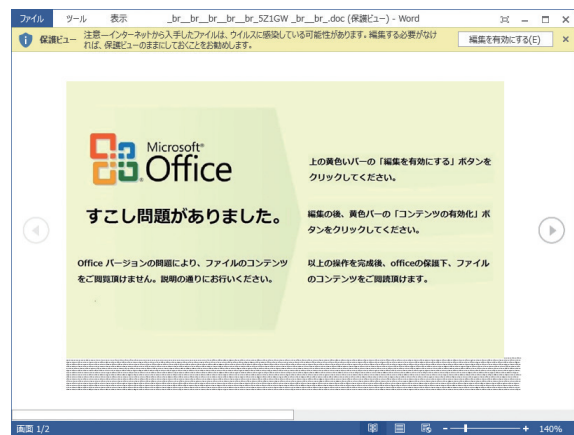 ファイル ツール 表示 _br__br__br__br__br_5Z1GW _br__br_.doc (保護ビュー) - Word
保護ビュー 注意—インターネットから入手したファイルは、ウイルスに感染している可能性があります。編集する必要がなけ
れば、保護ビューのままにしておくことをお勧めします。
編集を有効にする(E)
Microsoft®
Office
すこし問題がありました。
Office バージョンの問題により、ファイルのコンテンツ
をご閲覧頂けません。説明の通りにお行いください。
上の黄色いバーの「編集を有効にする」ボタンを
クリックしてください。
編集の後、黄色バーの「コンテンツの有効化」ボ
タンをクリックしてください。
以上の操作を完成後、officeの保護下、ファイル
のコンテンツをご閲読頂けます。
画面 1/2 140%